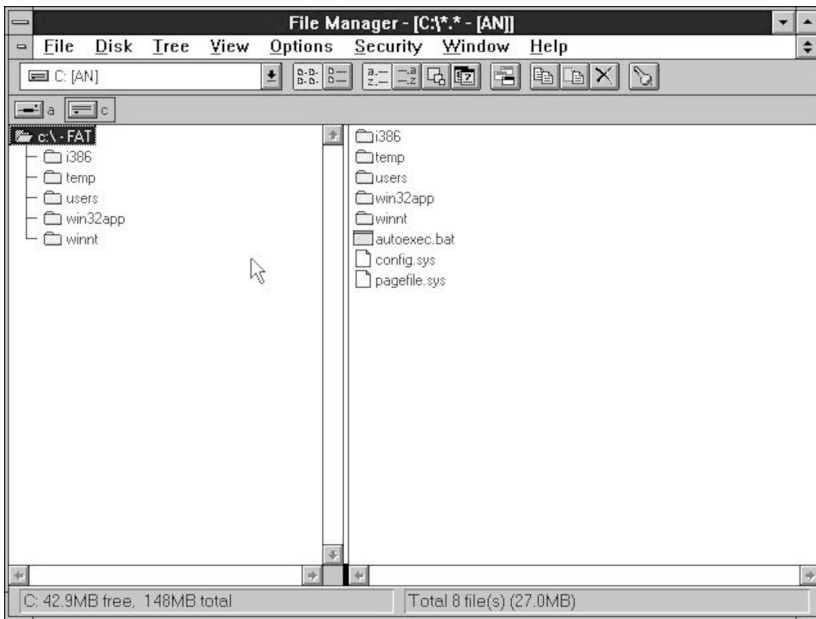 File Manager - [C:\*.* - [AN]]
File Disk Tree View Options Security Window Help
C: [AN]
a c
c:\ - FAT
i386
temp
users
win32app
winnt
i386
temp
users
win32app
winnt
autoexec.bat
config.sys
pagefile.sys
C: 42.9MB free, 148MB total
Total 8 file(s) (27.0MB)